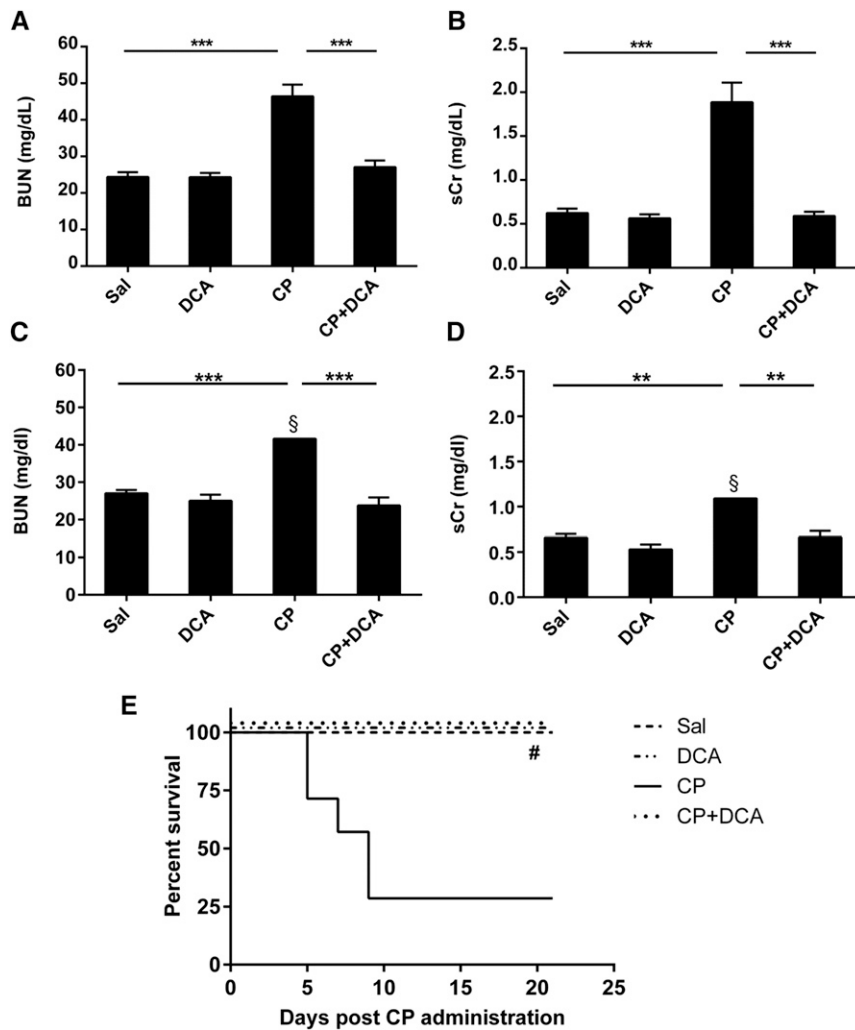 A
BUN (mg/dL)
60
50
40
30
20
10
0
*** ***
Sal DCA CP CP+DCA
B
sCr (mg/dL)
2.5
2.0
1.5
1.0
0.5
0.0
*** ***
Sal DCA CP CP+DCA
C
BUN (mg/dl)
60
50
40
30
20
10
0
*** ***
§
Sal DCA CP CP+DCA
D
sCr (mg/dl)
2.5
2.0
1.5
1.0
0.5
0.0
** **
§
Sal DCA CP CP+DCA
E
Percent survival
100
75
50
25
0
#
0 5 10 15 20 25
Days post CP administration
Sal
DCA
CP
CP+DCA